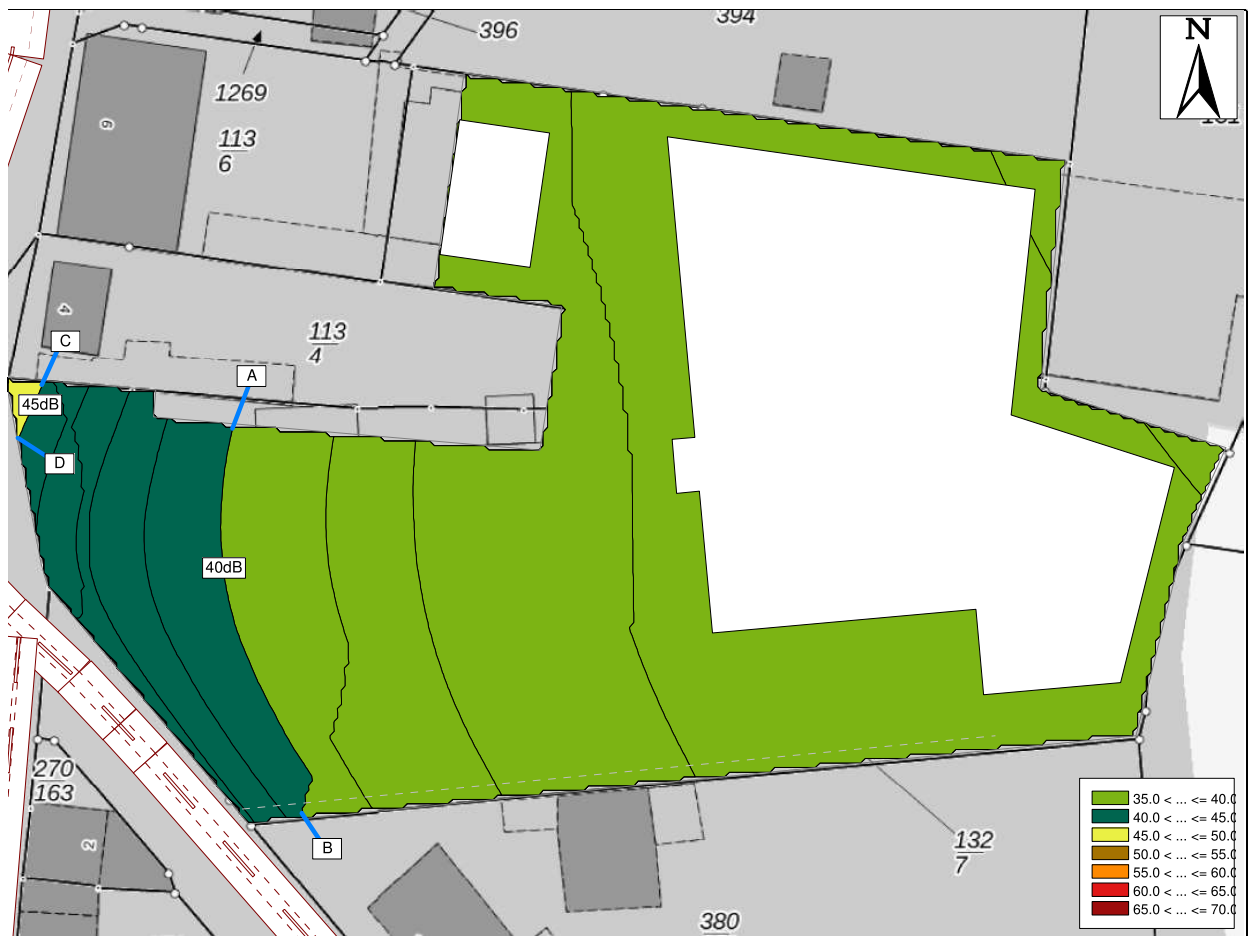 394
396
N
1269
6
113
6
4
113
4
C
A
45dB
D
40dB
270
163
2
B
132
7
380
35.0 < ... <= 40.0
40.0 < ... <= 45.0
45.0 < ... <= 50.0
50.0 < ... <= 55.0
55.0 < ... <= 60.0
60.0 < ... <= 65.0
65.0 < ... <= 70.0